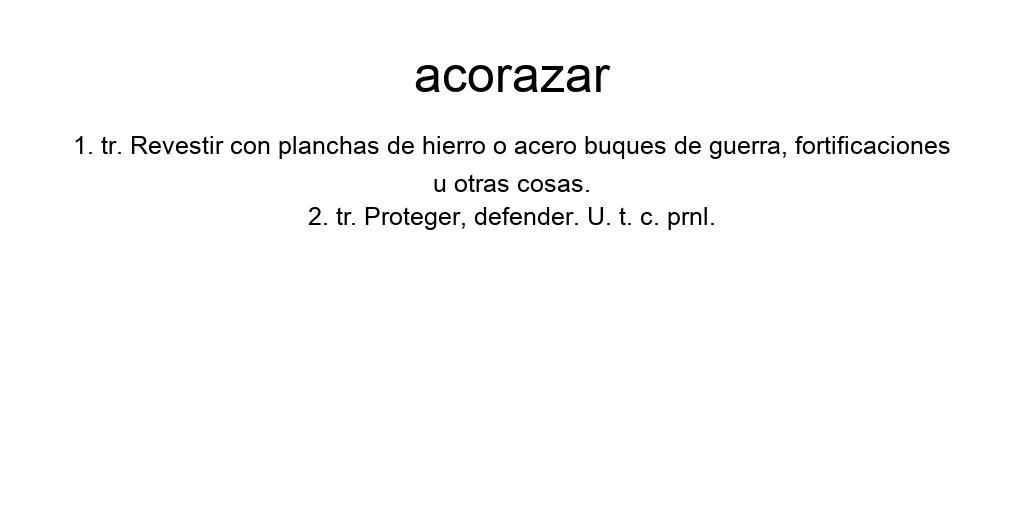 acorazar
1. tr. Revestir con planchas de hierro o acero buques de guerra, fortificaciones
u otras cosas.
2. tr. Proteger, defender. U. t. c. prnl.